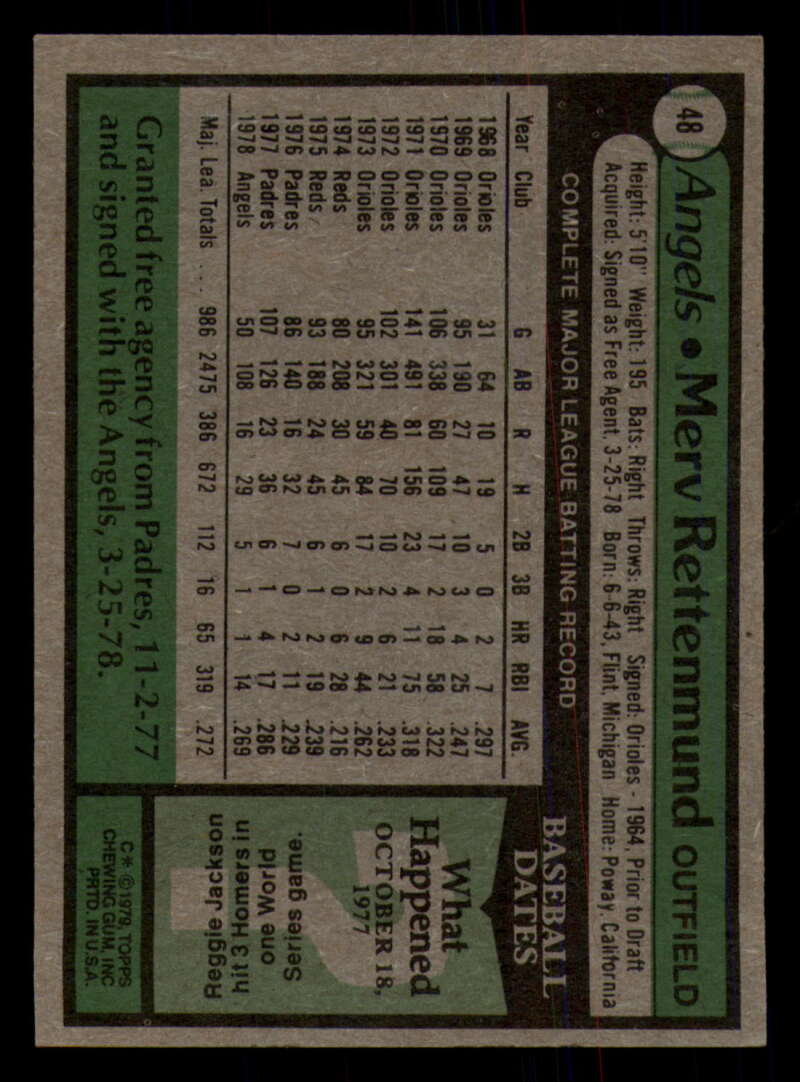 48
Angels • Merv Rettenmund OUTFIELD
Height: 5'10" Weight: 195 Bats: Right Throws: Right Signed: Orioles - 1964, Prior to Draft
Acquired: Signed as Free Agent, 3-25-78 Born: 6-6-43, Flint, Michigan Home: Poway, California
COMPLETE MAJOR LEAGUE BATTING RECORD
Year Club G AB R H 2B 3B HR RBI AVG.
1968 Orioles 31 64 10 19 5 0 2 7 .297
1969 Orioles 95 190 27 47 10 3 4 25 .247
1970 Orioles 106 338 60 109 17 2 18 58 .322
1971 Orioles 141 491 81 156 23 4 11 75 .318
1972 Orioles 102 301 40 70 10 2 6 21 .233
1973 Orioles 95 321 59 84 17 2 9 44 .262
1974 Reds 80 208 30 45 6 0 6 28 .216
1975 Reds 93 188 24 45 6 1 2 19 .239
1976 Padres 86 140 16 32 7 0 2 11 .229
1977 Padres 107 126 23 36 6 1 4 17 .286
1978 Angels 50 108 16 29 5 1 1 14 .269
Maj. Lea. Totals .... 986 2475 386 672 112 16 65 319 .272
Granted free agency from Padres, 11-2-77
and signed with the Angels, 3-25-78.
BASEBALL
DATES
What
Happened
OCTOBER 18,
1977
Reggie Jackson
hit 3 Homers in
one World
Series game.
C* ©1979, TOPPS
CHEWING GUM, INC
PRTD. IN U.S.A.